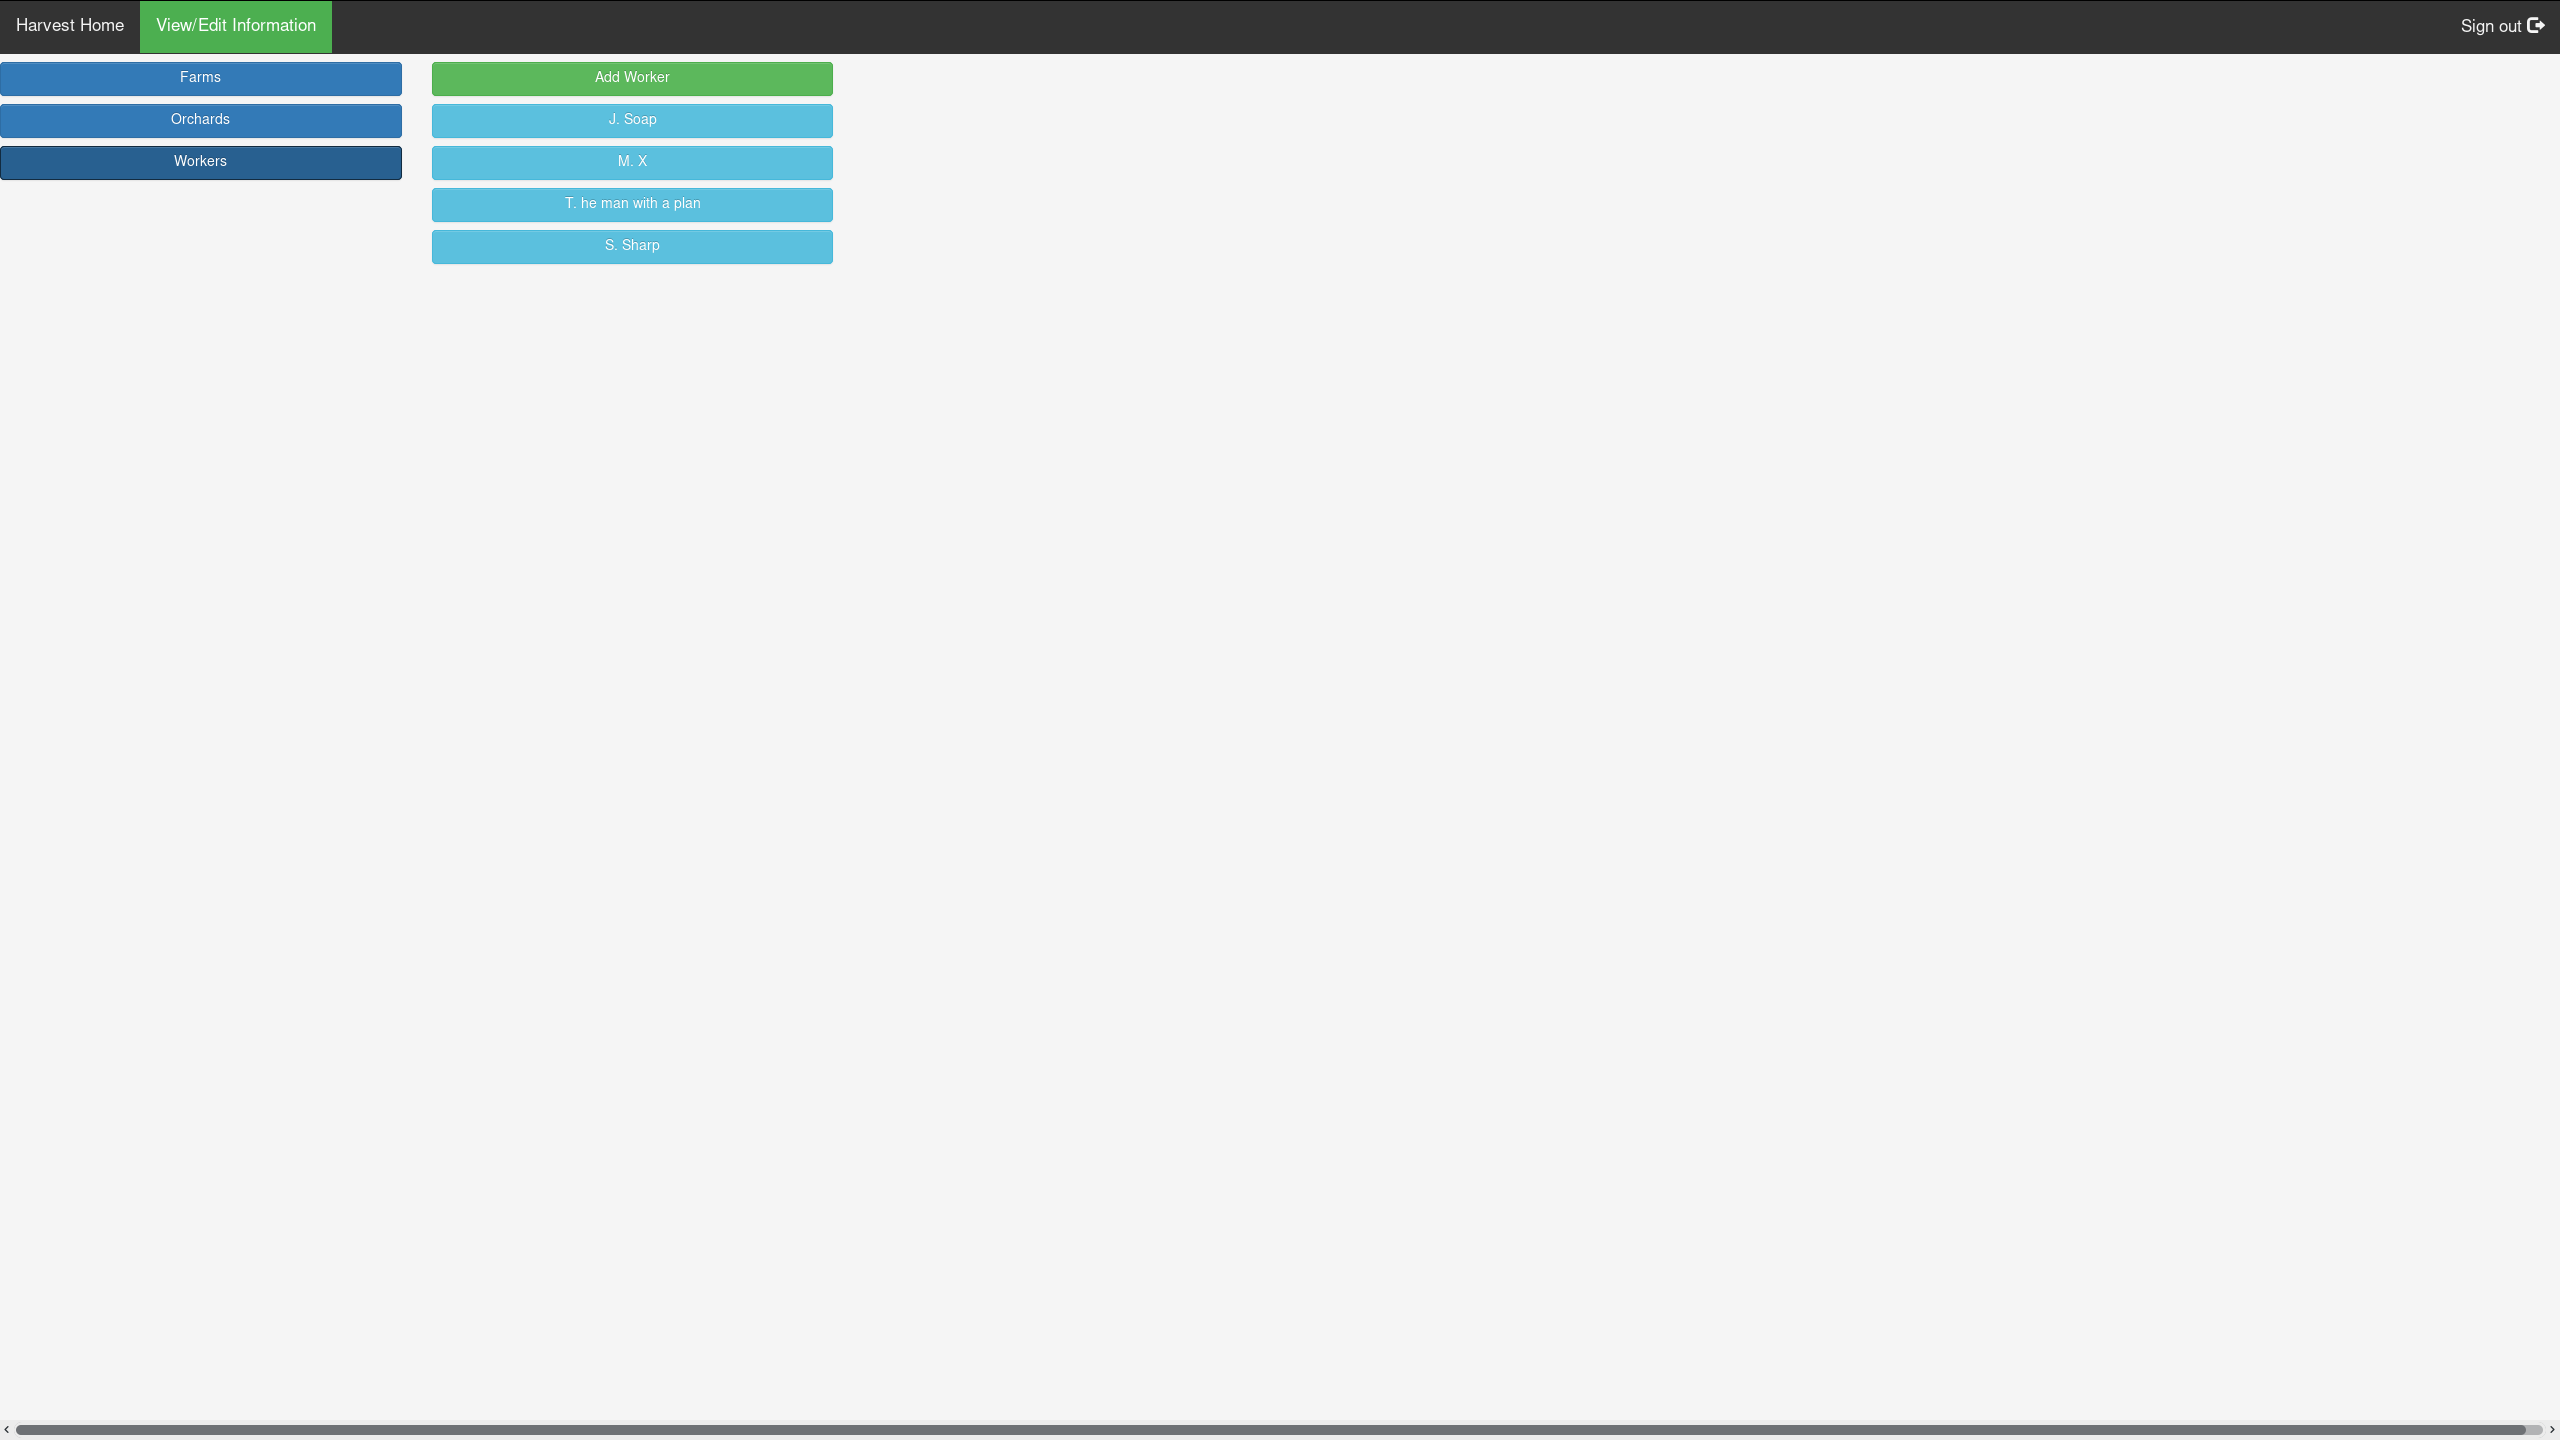 Harvest Home
View/Edit Information
Sign out
Farms
Orchards
Workers
Add Worker
J. Soap
M. X
T. he man with a plan
S. Sharp